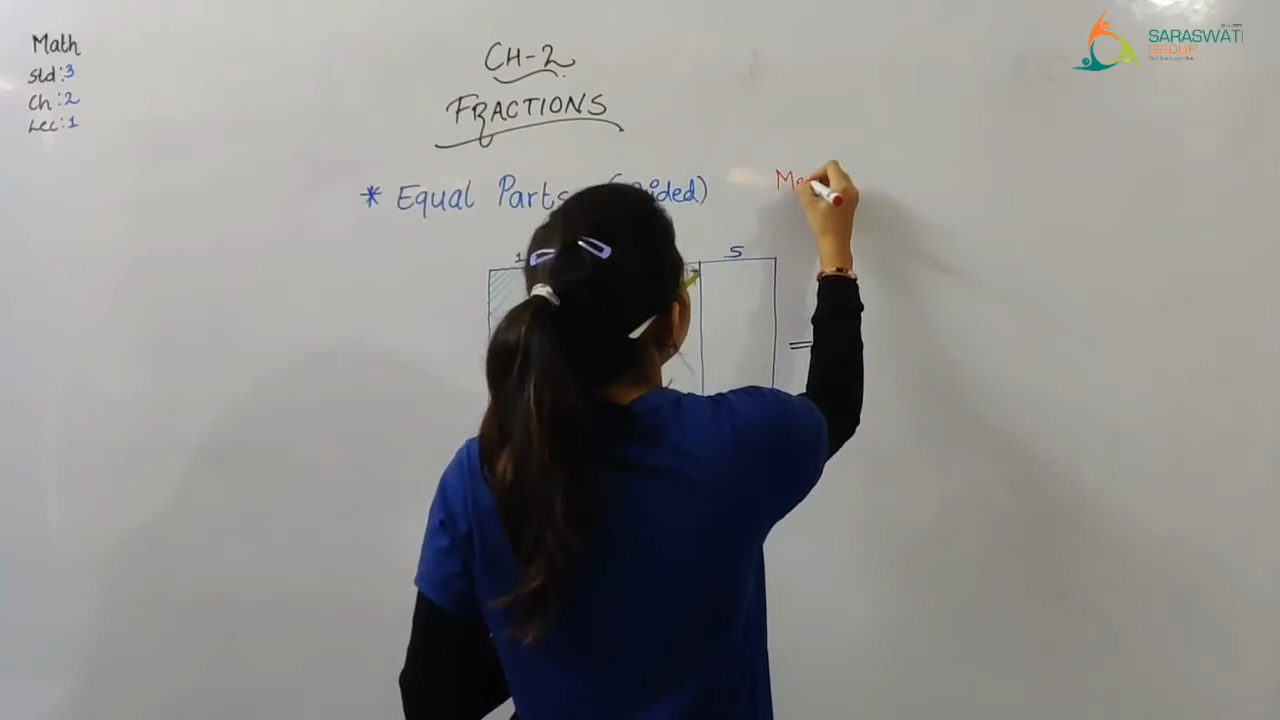 Math
Std:3
Ch:2
Lec:1
CH-2
FRACTIONS
* Equal Parts
1
5
=
SARASWATI
GROUP